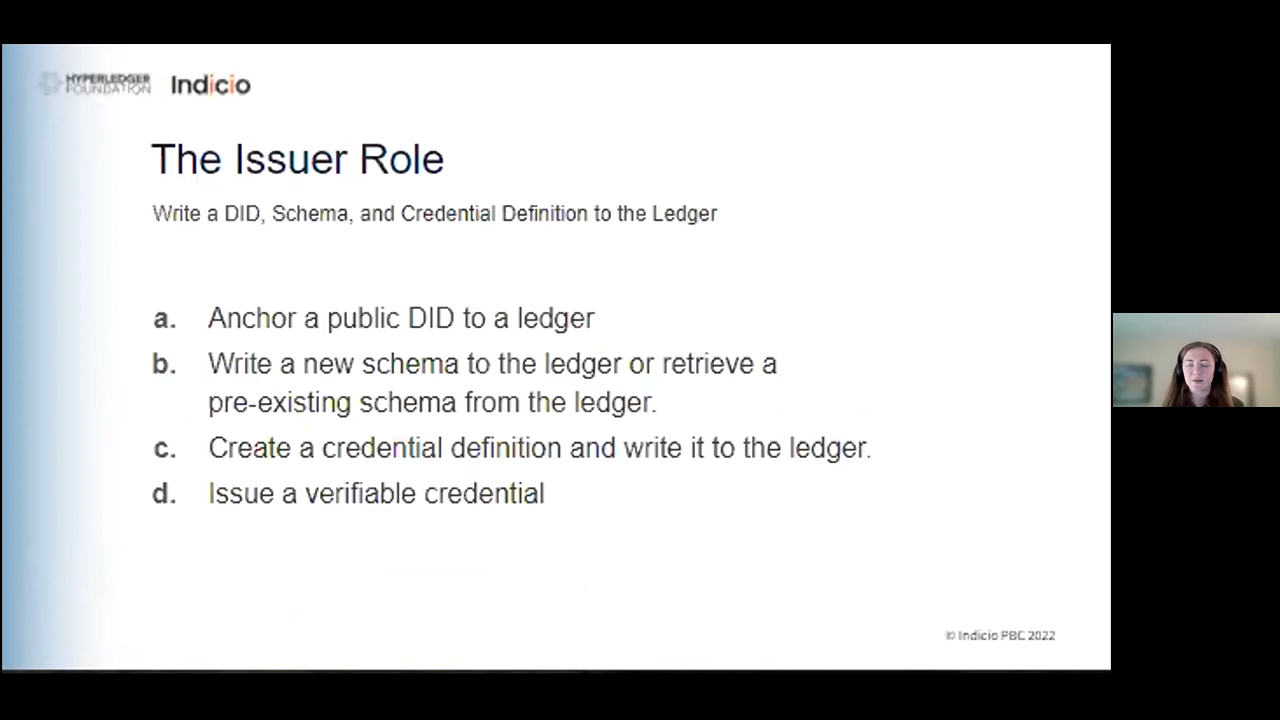 HYPERLEDGER
FOUNDATION
Indicio
The Issuer Role
Write a DID, Schema, and Credential Definition to the Ledger
a. Anchor a public DID to a ledger
b. Write a new schema to the ledger or retrieve a
pre-existing schema from the ledger.
c. Create a credential definition and write it to the ledger.
d. Issue a verifiable credential
© Indicio PBC 2022